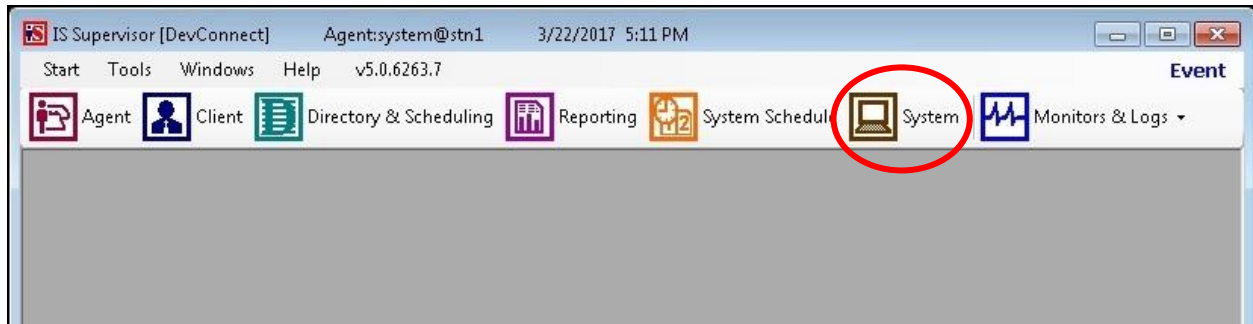 IS Supervisor [DevConnect] Agent:system@stn1 3/22/2017 5:11 PM
Start Tools Windows Help v5.0.6263.7 Event
Agent Client Directory & Scheduling Reporting System Schedule System Monitors & Logs